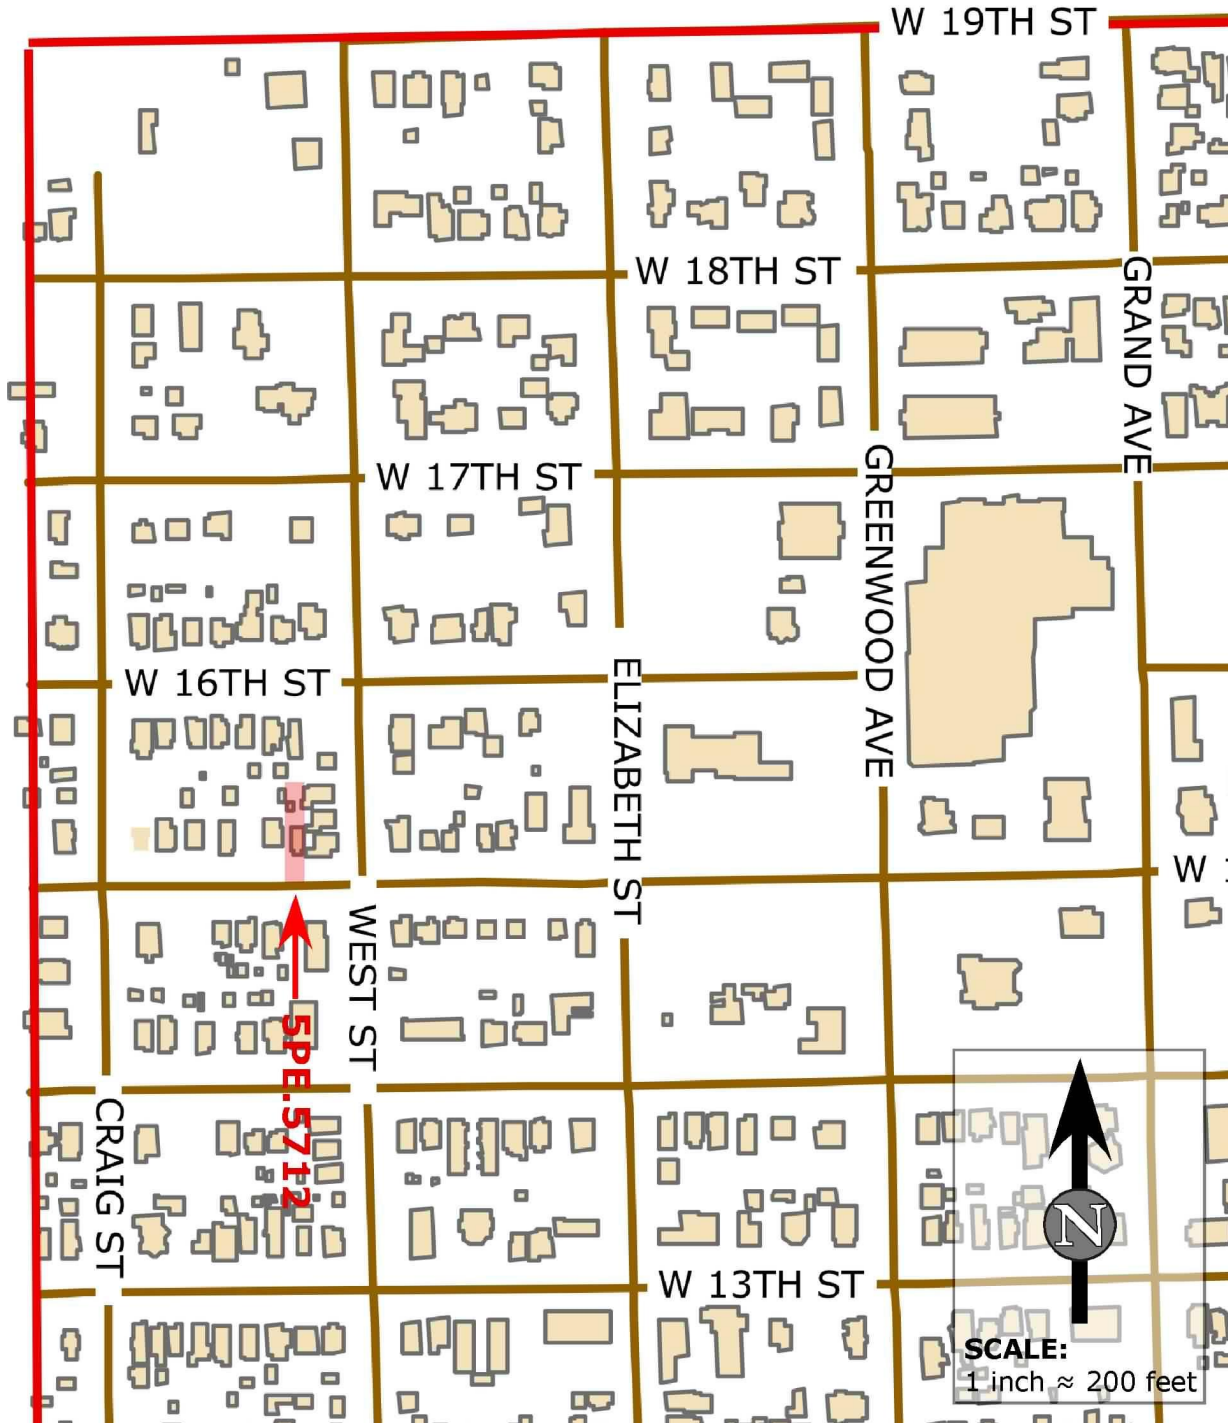 W 19TH ST
W 18TH ST
GRAND AVE
W 17TH ST
GREENWOOD AVE
W 16TH ST
ELIZABETH ST
W
WEST ST
5PE.5712
CRAIG ST
N
W 13TH ST
SCALE:
1 inch ≈ 200 feet